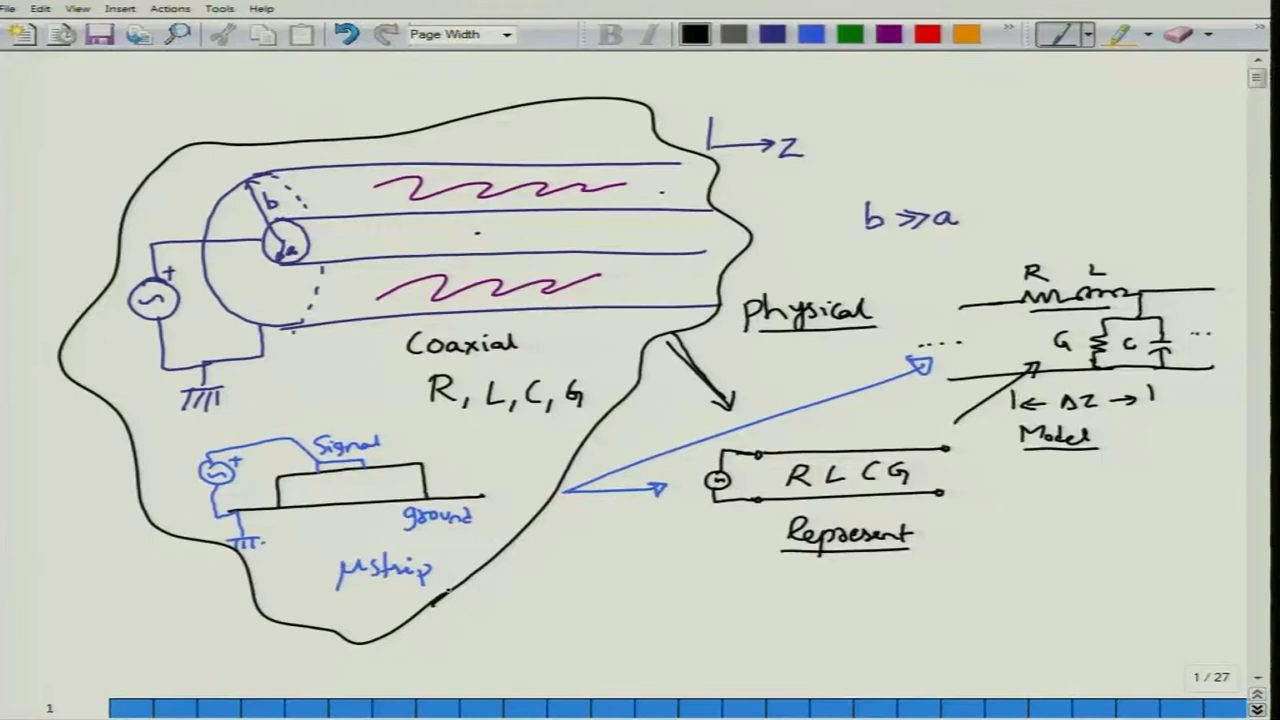 File Edit View Insert Actions Tools Help
Page Width
B I
Z
b
a
b >> a
+
R L
Physical
Coaxial
G C
....
...
R, L, C, G
|← ΔZ →|
Model
Signal
+
R L C G
ground
Represent
μstrip
1 / 27
1